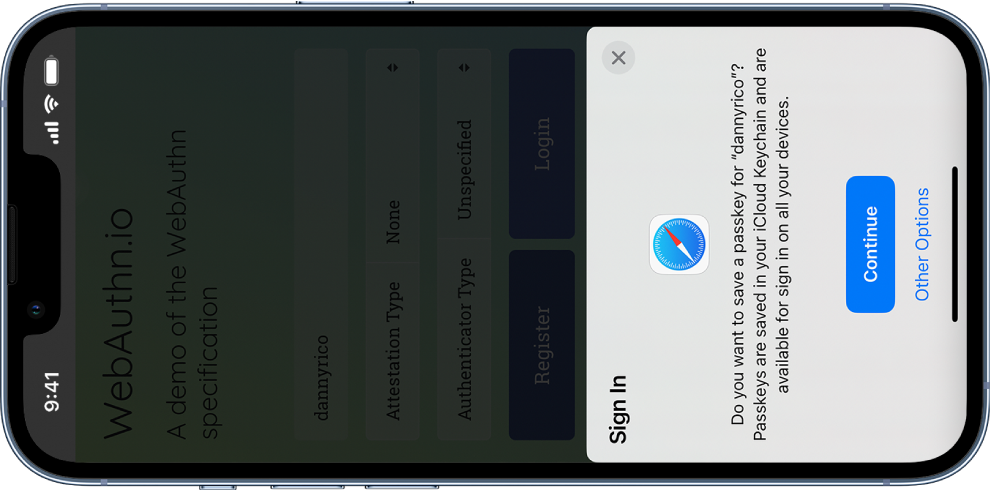 9:41
WebAuthn.io
A demo of the WebAuthn
specification
dannyrico
Attestation Type None
Authenticator Type Unspecified
Register Login
Sign In
Do you want to save a passkey for “dannyrico”?
Passkeys are saved in your iCloud Keychain and are
available for sign in on all your devices.
Continue
Other Options